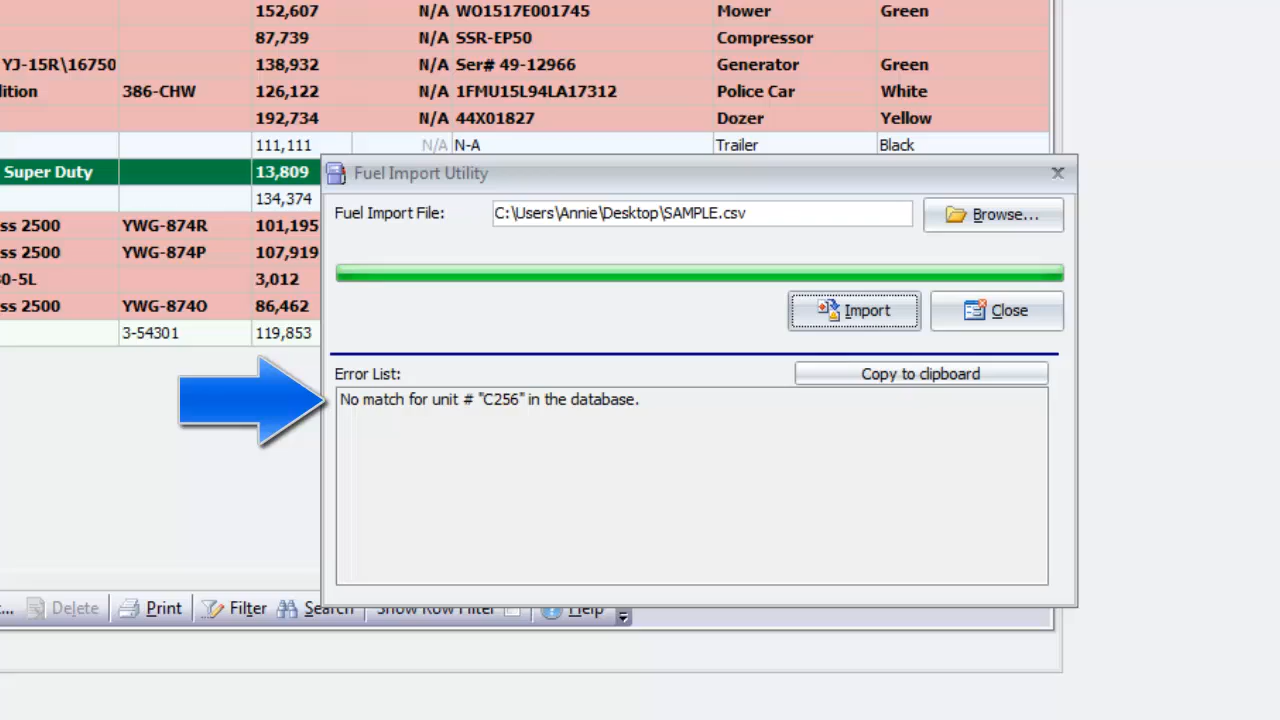 152,607 N/A WO1517E001745 Mower Green
87,739 N/A SSR-EP50 Compressor
YJ-15R\16750 138,932 N/A Ser# 49-12966 Generator Green
lition 386-CHW 126,122 N/A 1FMU15L94LA17312 Police Car White
192,734 N/A 44X01827 Dozer Yellow
111,111 N/A N-A Trailer Black
Super Duty 13,809
Fuel Import Utility
134,374
Fuel Import File: C:\Users\Annie\Desktop\SAMPLE.csv Browse...
ss 2500 YWG-874R 101,195
ss 2500 YWG-874P 107,919
0-5L 3,012
ss 2500 YWG-874O 86,462
Import Close
3-54301 119,853
Error List: Copy to clipboard
No match for unit # "C256" in the database.
... Delete Print Filter Search Show Row Filter Help